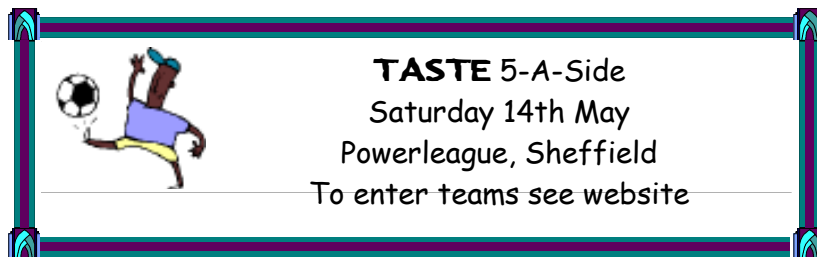 TASTE 5-A-Side
Saturday 14th May
Powerleague, Sheffield
To enter teams see website